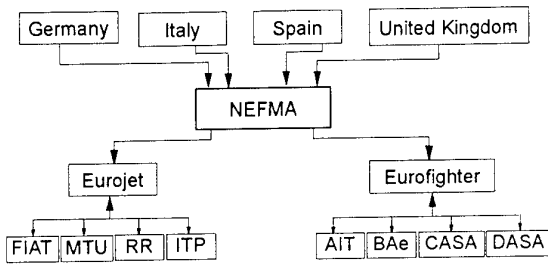 Germany Italy Spain United Kingdom
NEFMA
Eurojet Eurofighter
FIAT MTU RR ITP AIT BAe CASA DASA